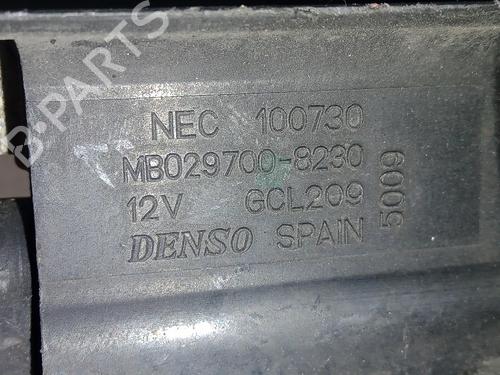 NEC 100730
MB029700-8230
12V GCL209
DENSO SPAIN
5009
B-PARTS